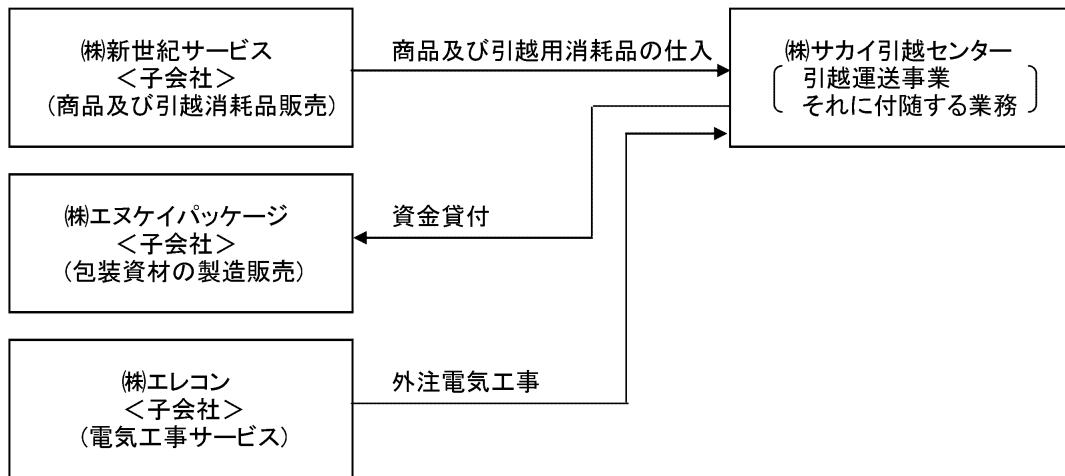 ㈱新世紀サービス
＜子会社＞
（商品及び引越消耗品販売）
商品及び引越用消耗品の仕入
㈱サカイ引越センター
引越運送事業
それに付随する業務
㈱エヌケイパッケージ
＜子会社＞
（包装資材の製造販売）
資金貸付
㈱エレコン
＜子会社＞
（電気工事サービス）
外注電気工事